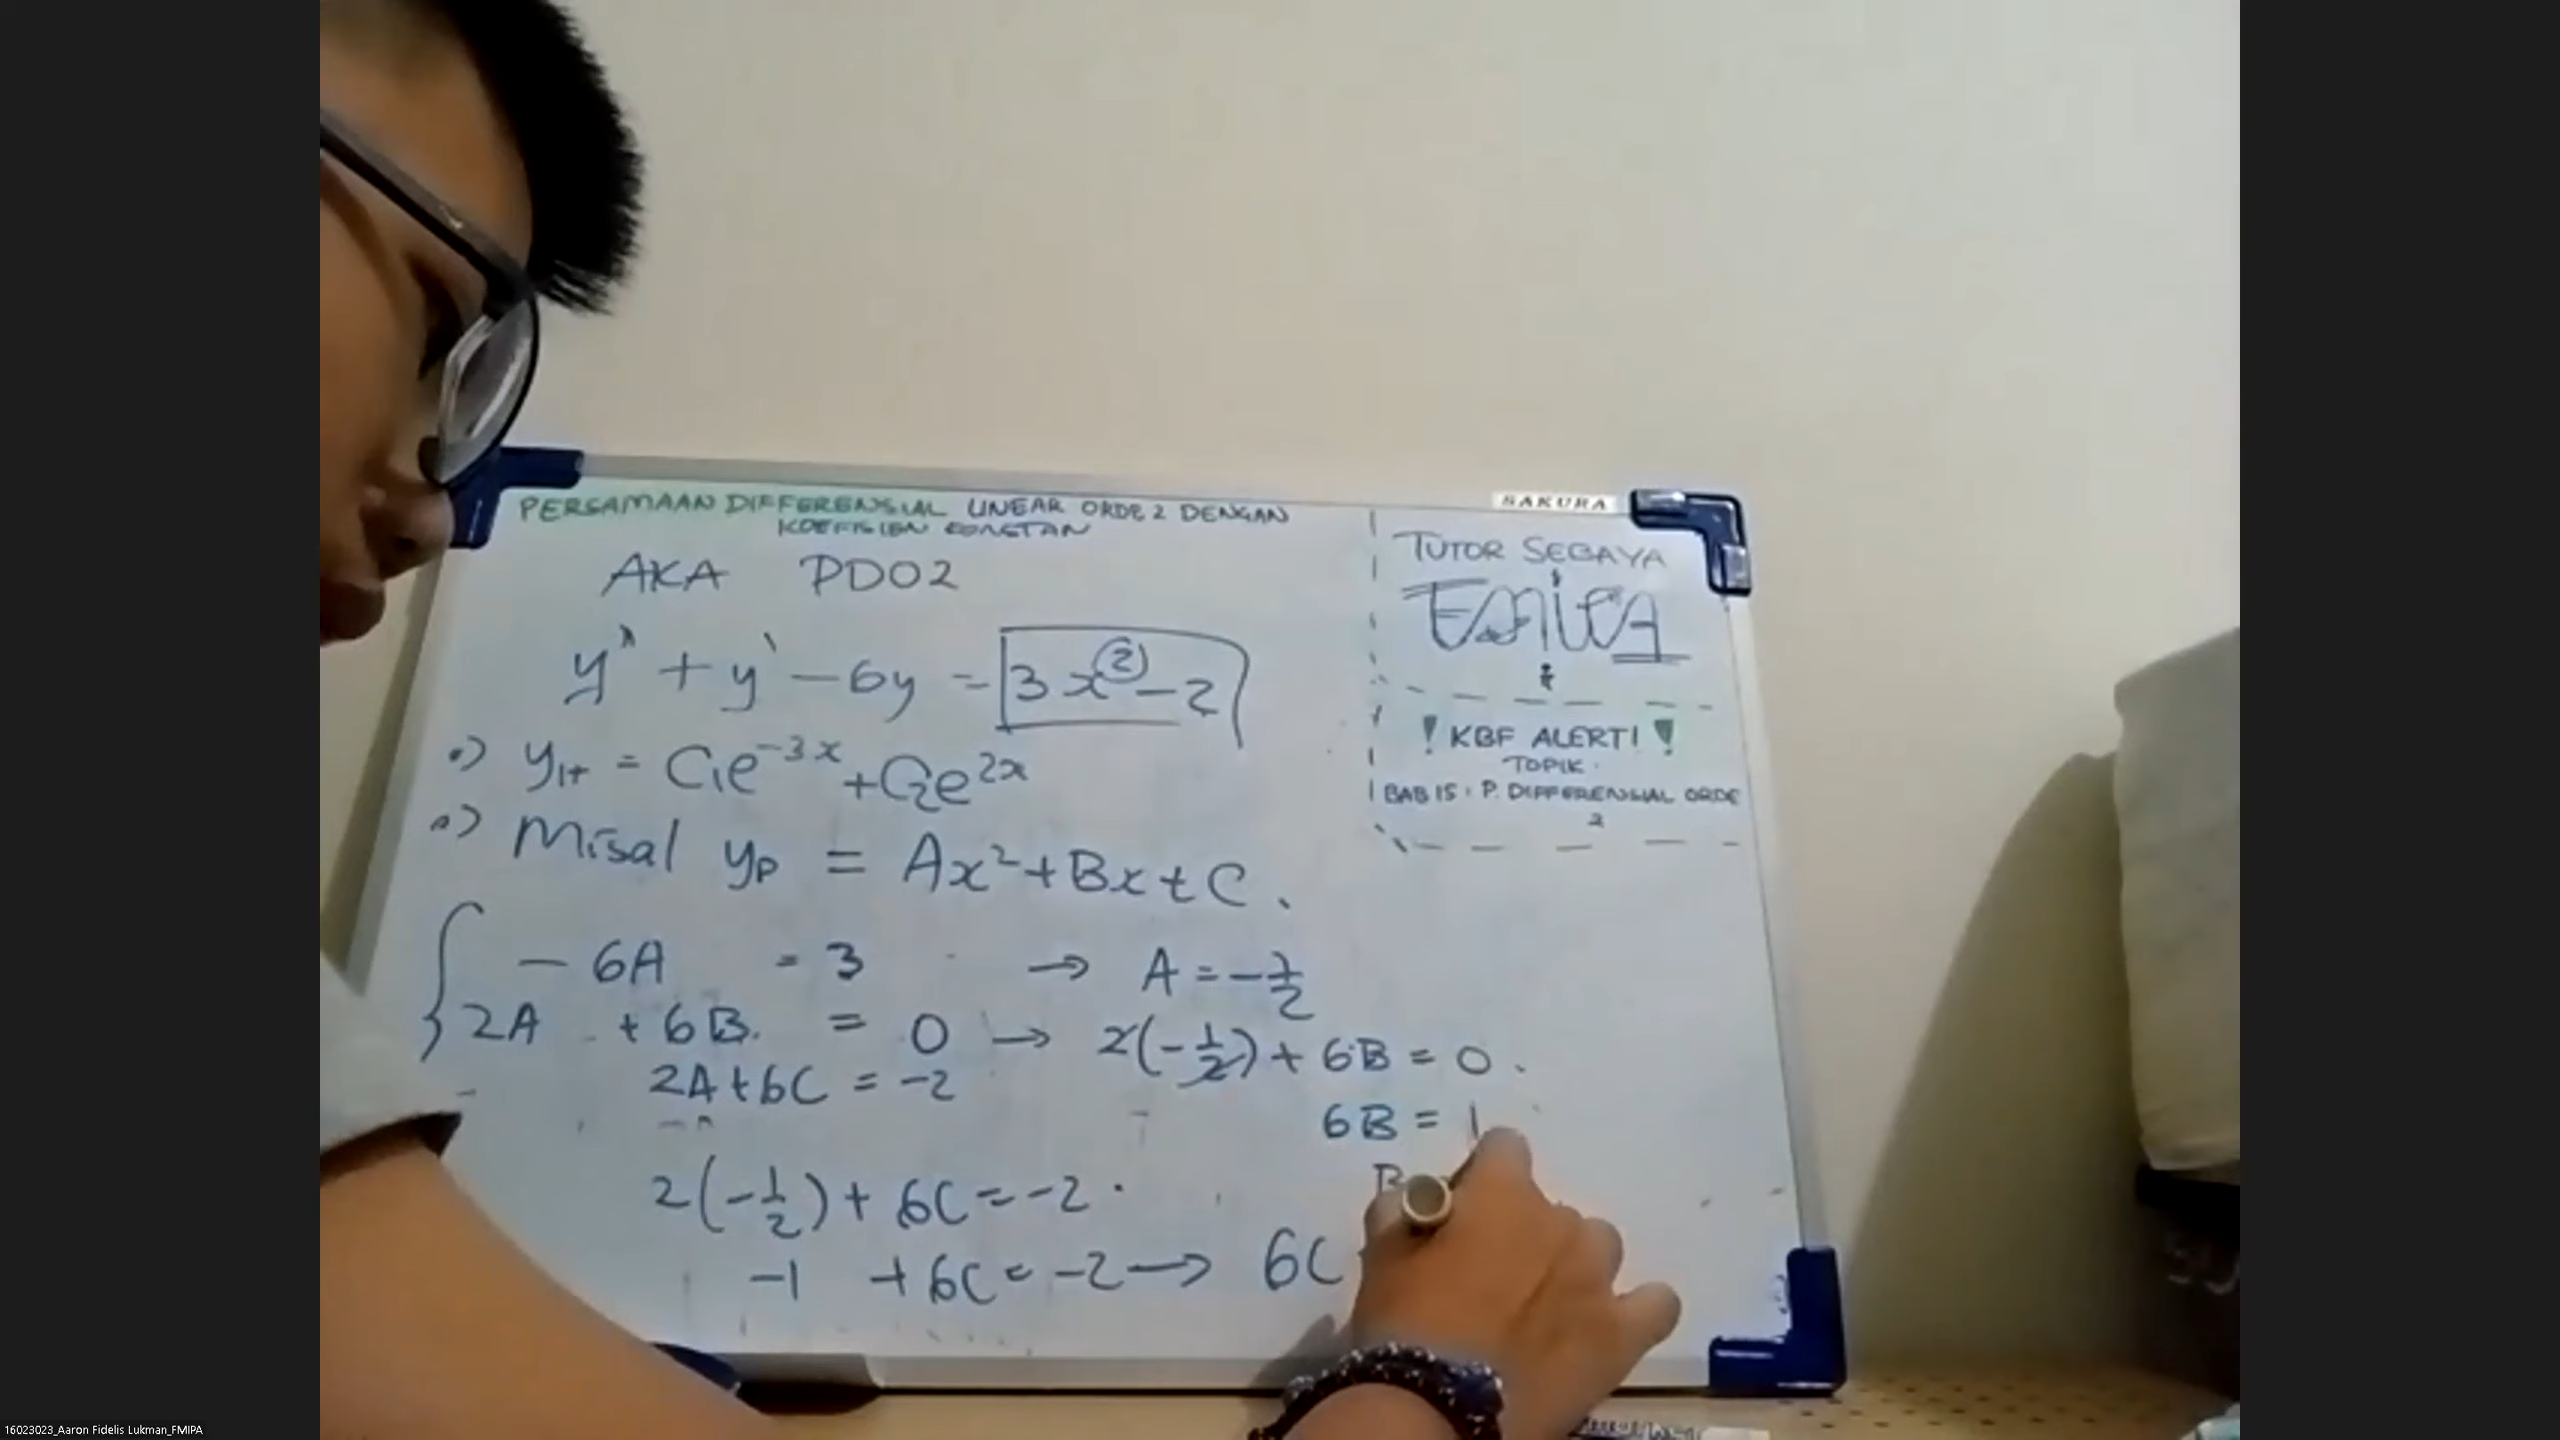 PERSAMAAN DIFFERENSIAL LINEAR ORDE 2 DENGAN
KOEFISIEN KONSTAN
AKA PDO2
y'' + y' - 6y = 3x² - 2
•) y₁₊ = C₁e⁻³ˣ + C₂e²ˣ
•) Misal yₚ = Ax² + Bx + C.
- 6A = 3 → A = -1/2
2A + 6B. = 0 → 2(-1/2) + 6B = 0.
2A + 6C = -2
6B = 1
B
2(-1/2) + 6C = -2.
-1 + 6C = -2 → 6C
SAKURA
TUTOR SEBAYA
FMIPA
! KBF ALERT! !
TOPIK:
BAB 15: P. DIFFERENSIAL ORDE
2
16023023_Aaron Fidelis Lukman_FMIPA